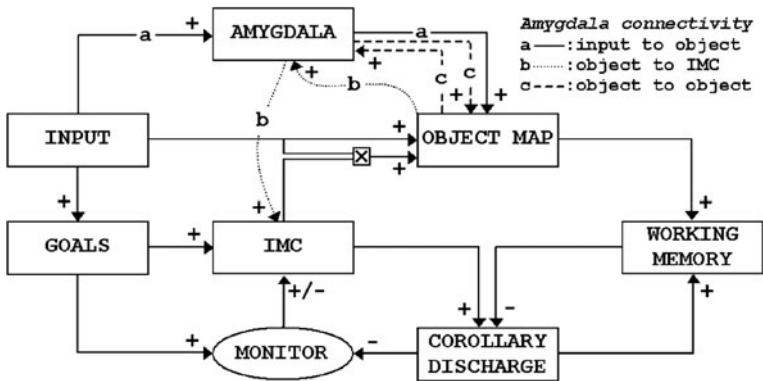 AMYGDALA
Amygdala connectivity
a —:input to object
b ......:object to IMC
c ---:object to object
a
+
a
+
c
c
+
+
+
b
b
INPUT
+
OBJECT MAP
×
+
+
+
+
GOALS
+
IMC
WORKING
MEMORY
+/-
+
-
+
+
MONITOR
-
COROLLARY
DISCHARGE